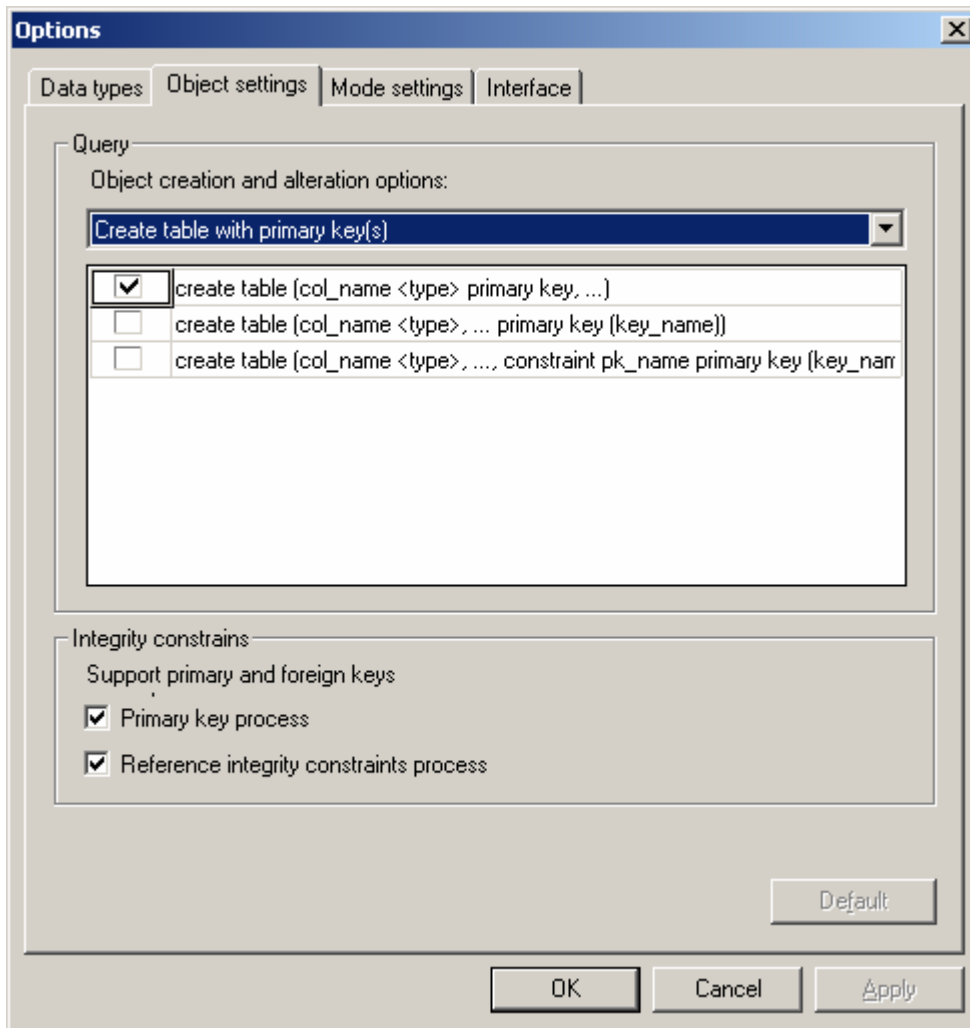 Options
Data types Object settings Mode settings Interface
Query
Object creation and alteration options:
Create table with primary key(s)
create table (col_name <type> primary key, ...)
create table (col_name <type>, ... primary key (key_name))
create table (col_name <type>, ..., constraint pk_name primary key (key_nam
Integrity constrains
Support primary and foreign keys
Primary key process
Reference integrity constraints process
Default
OK Cancel Apply